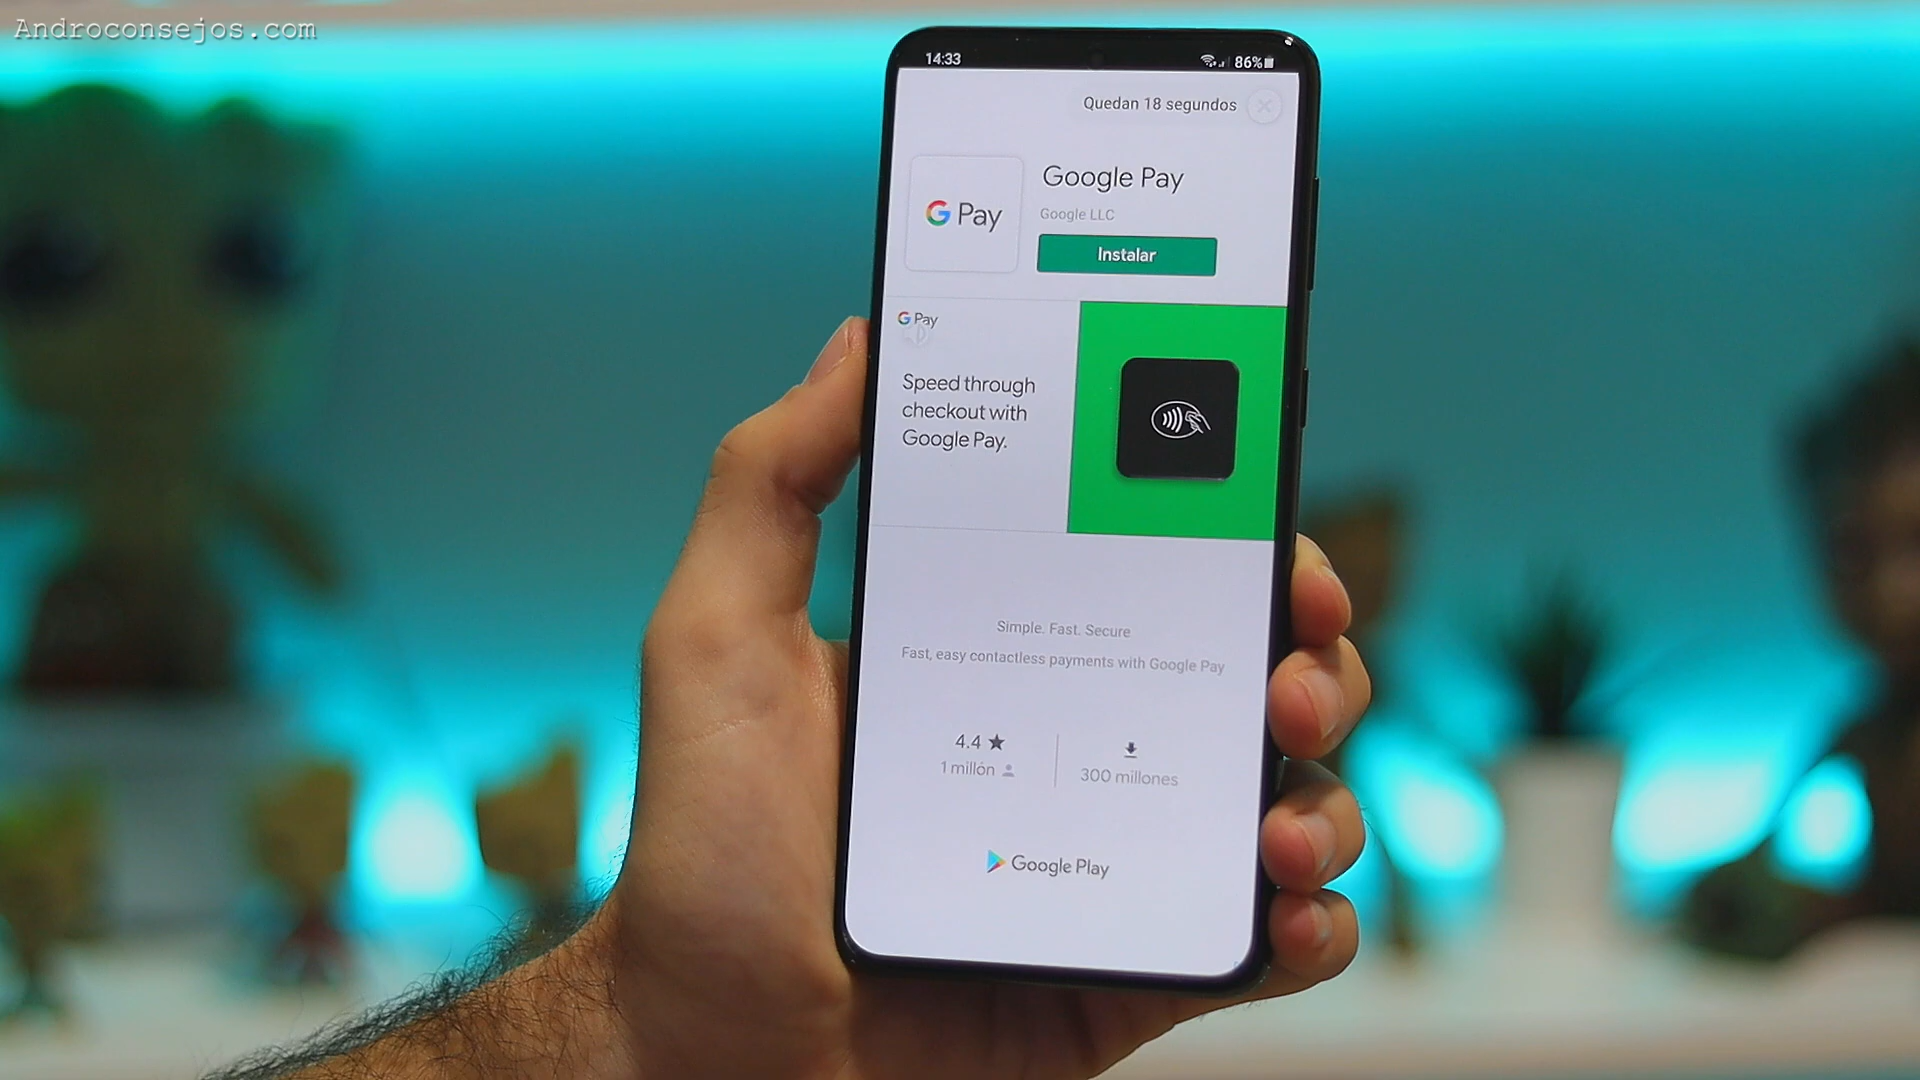 Androconsejos.com
14:33
86%
Quedan 18 segundos
G Pay
Google Pay
Google LLC
Instalar
G Pay
Speed through
checkout with
Google Pay.
Simple. Fast. Secure
Fast, easy contactless payments with Google Pay
4.4 ★
1 millón
300 millones
Google Play